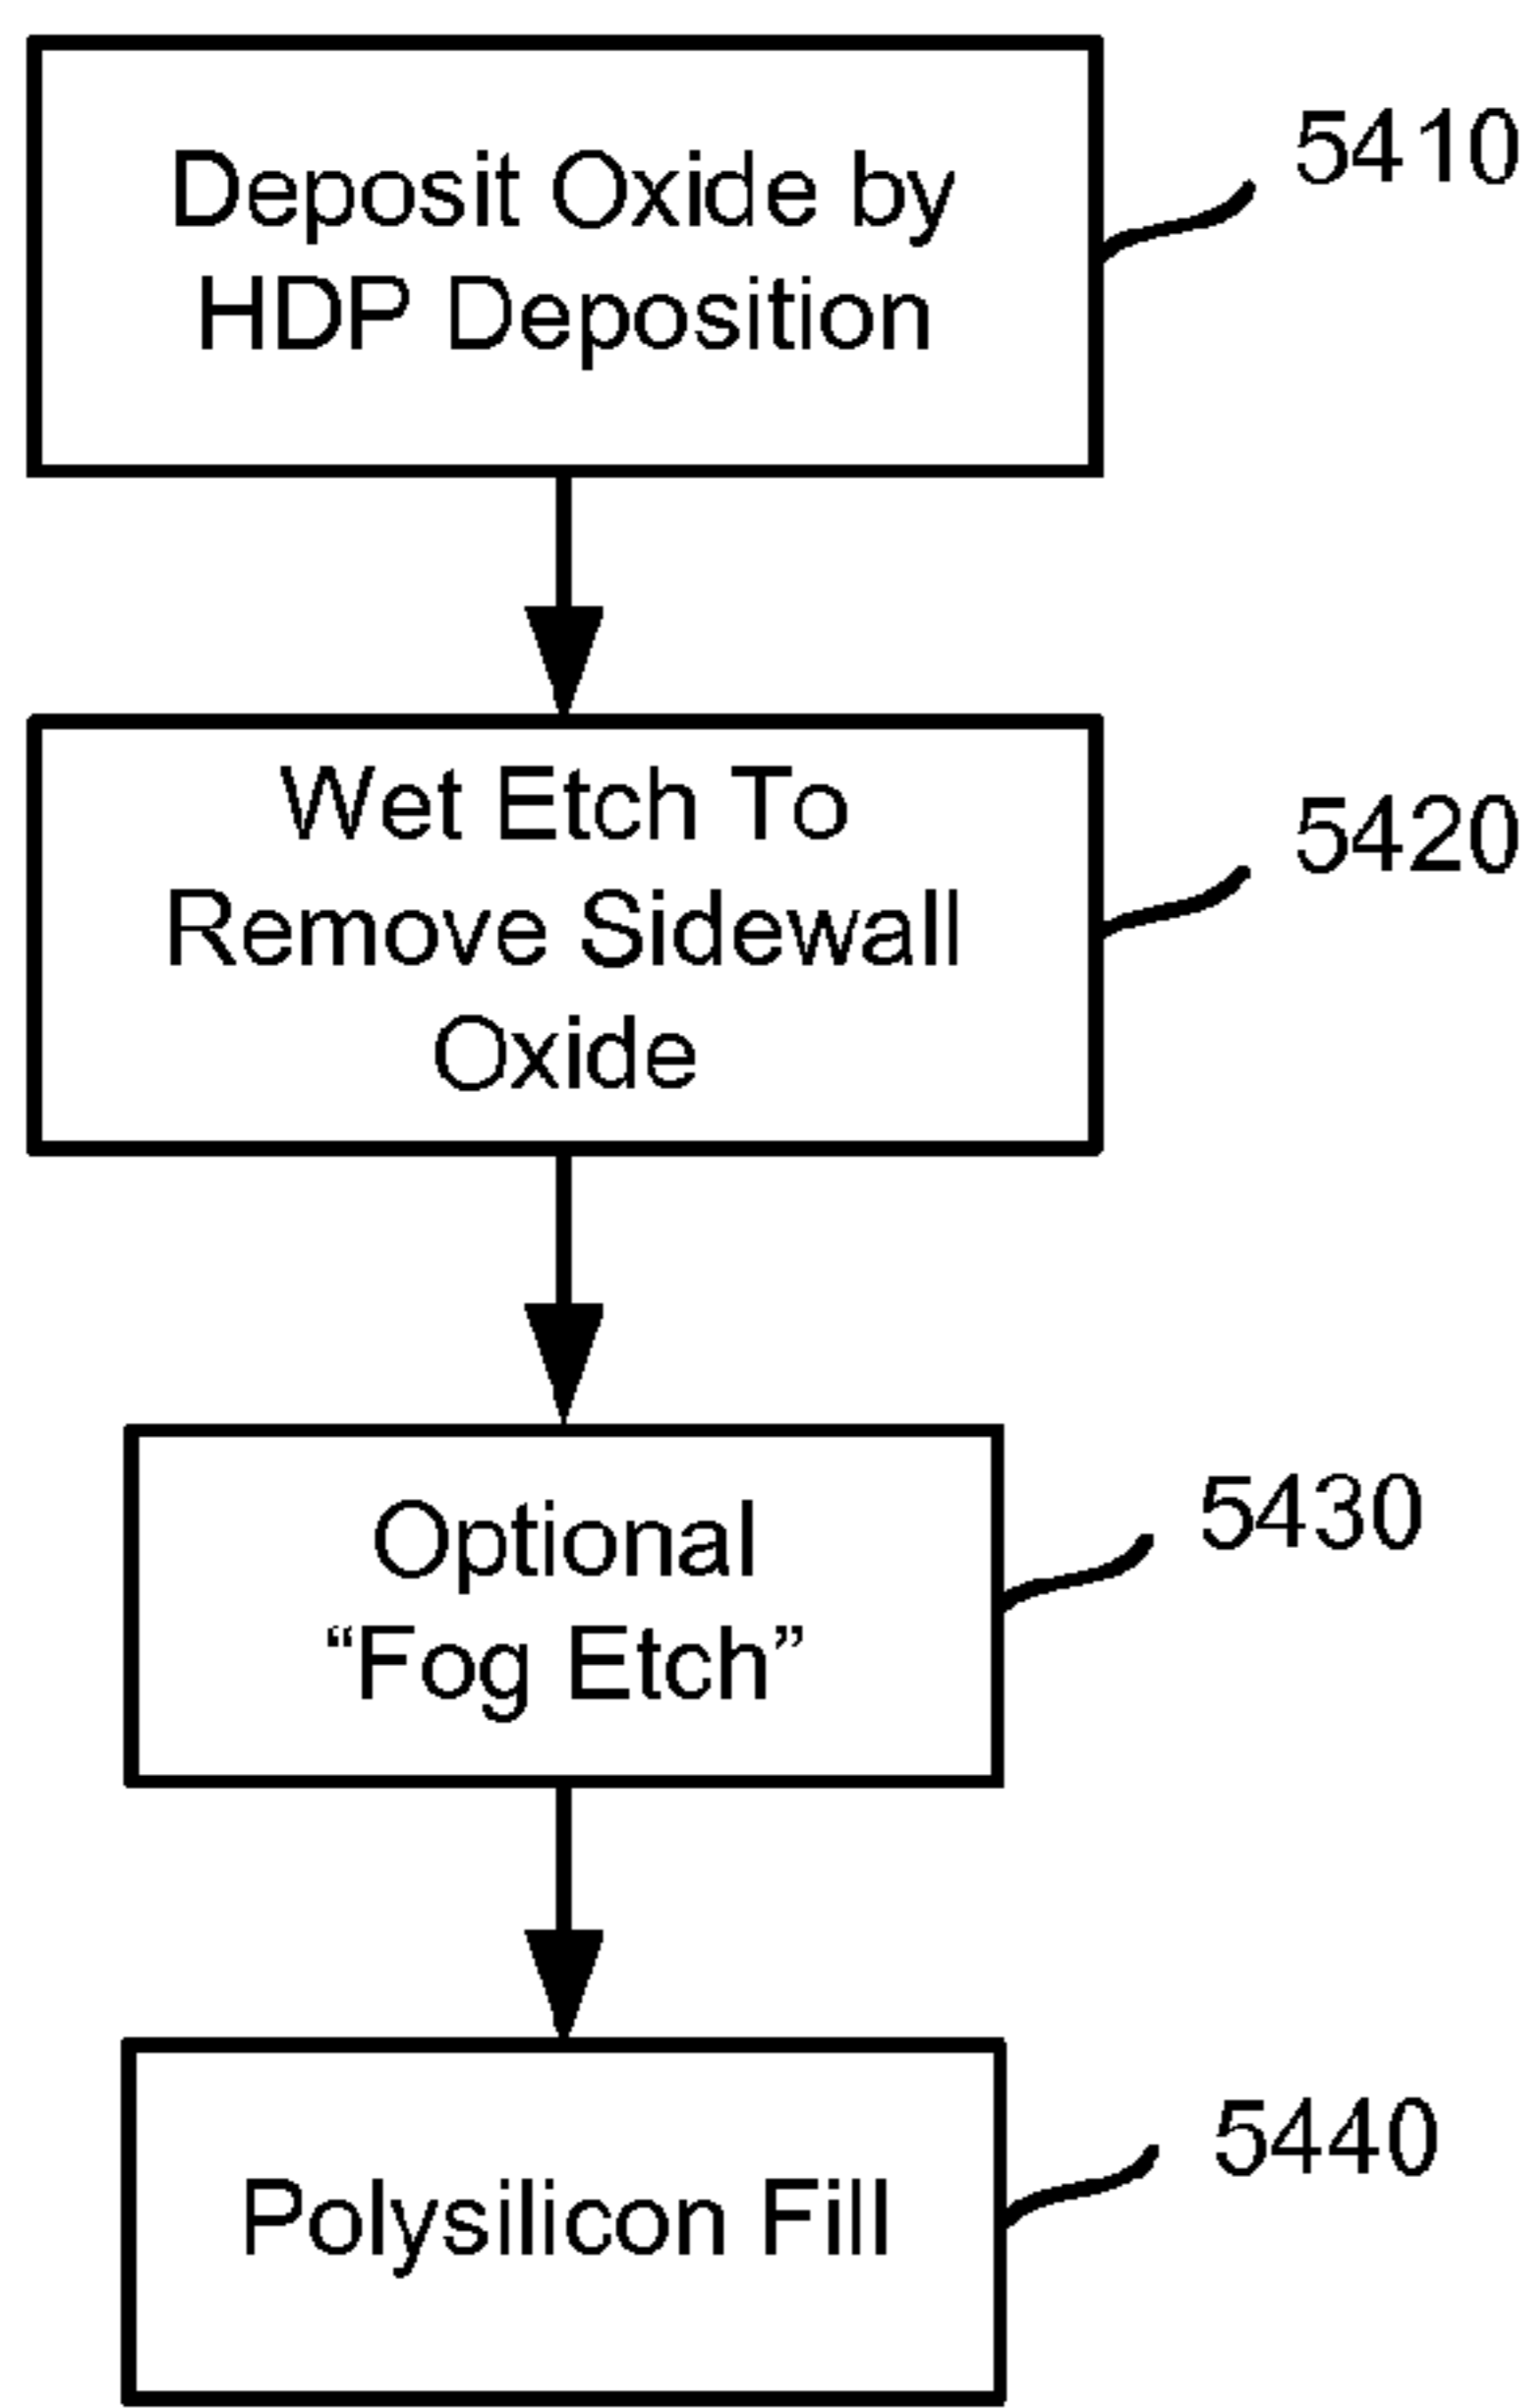 Deposit Oxide by
HDP Deposition
5410
Wet Etch To
Remove Sidewall
Oxide
5420
Optional
“Fog Etch”
5430
Polysilicon Fill
5440